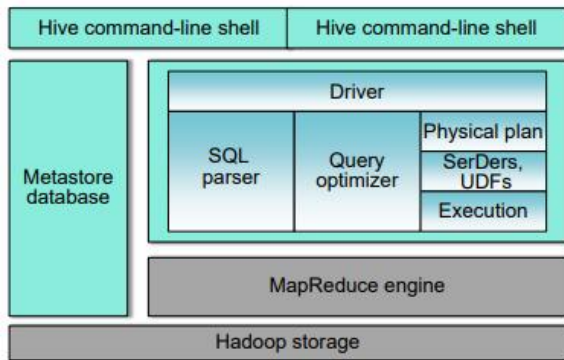 Hive command-line shell
Hive command-line shell
Driver
Metastore
database
SQL
parser
Query
optimizer
Physical plan
SerDers,
UDFs
Execution
MapReduce engine
Hadoop storage